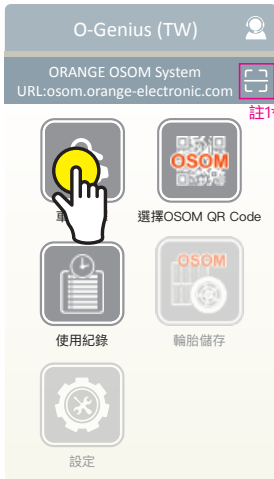 O-Genius (TW)
ORANGE OSOM System
URL:osom.orange-electronic.com
註1*
OSOM
選擇OSOM QR Code
OSOM
使用紀錄
輪胎儲存
設定